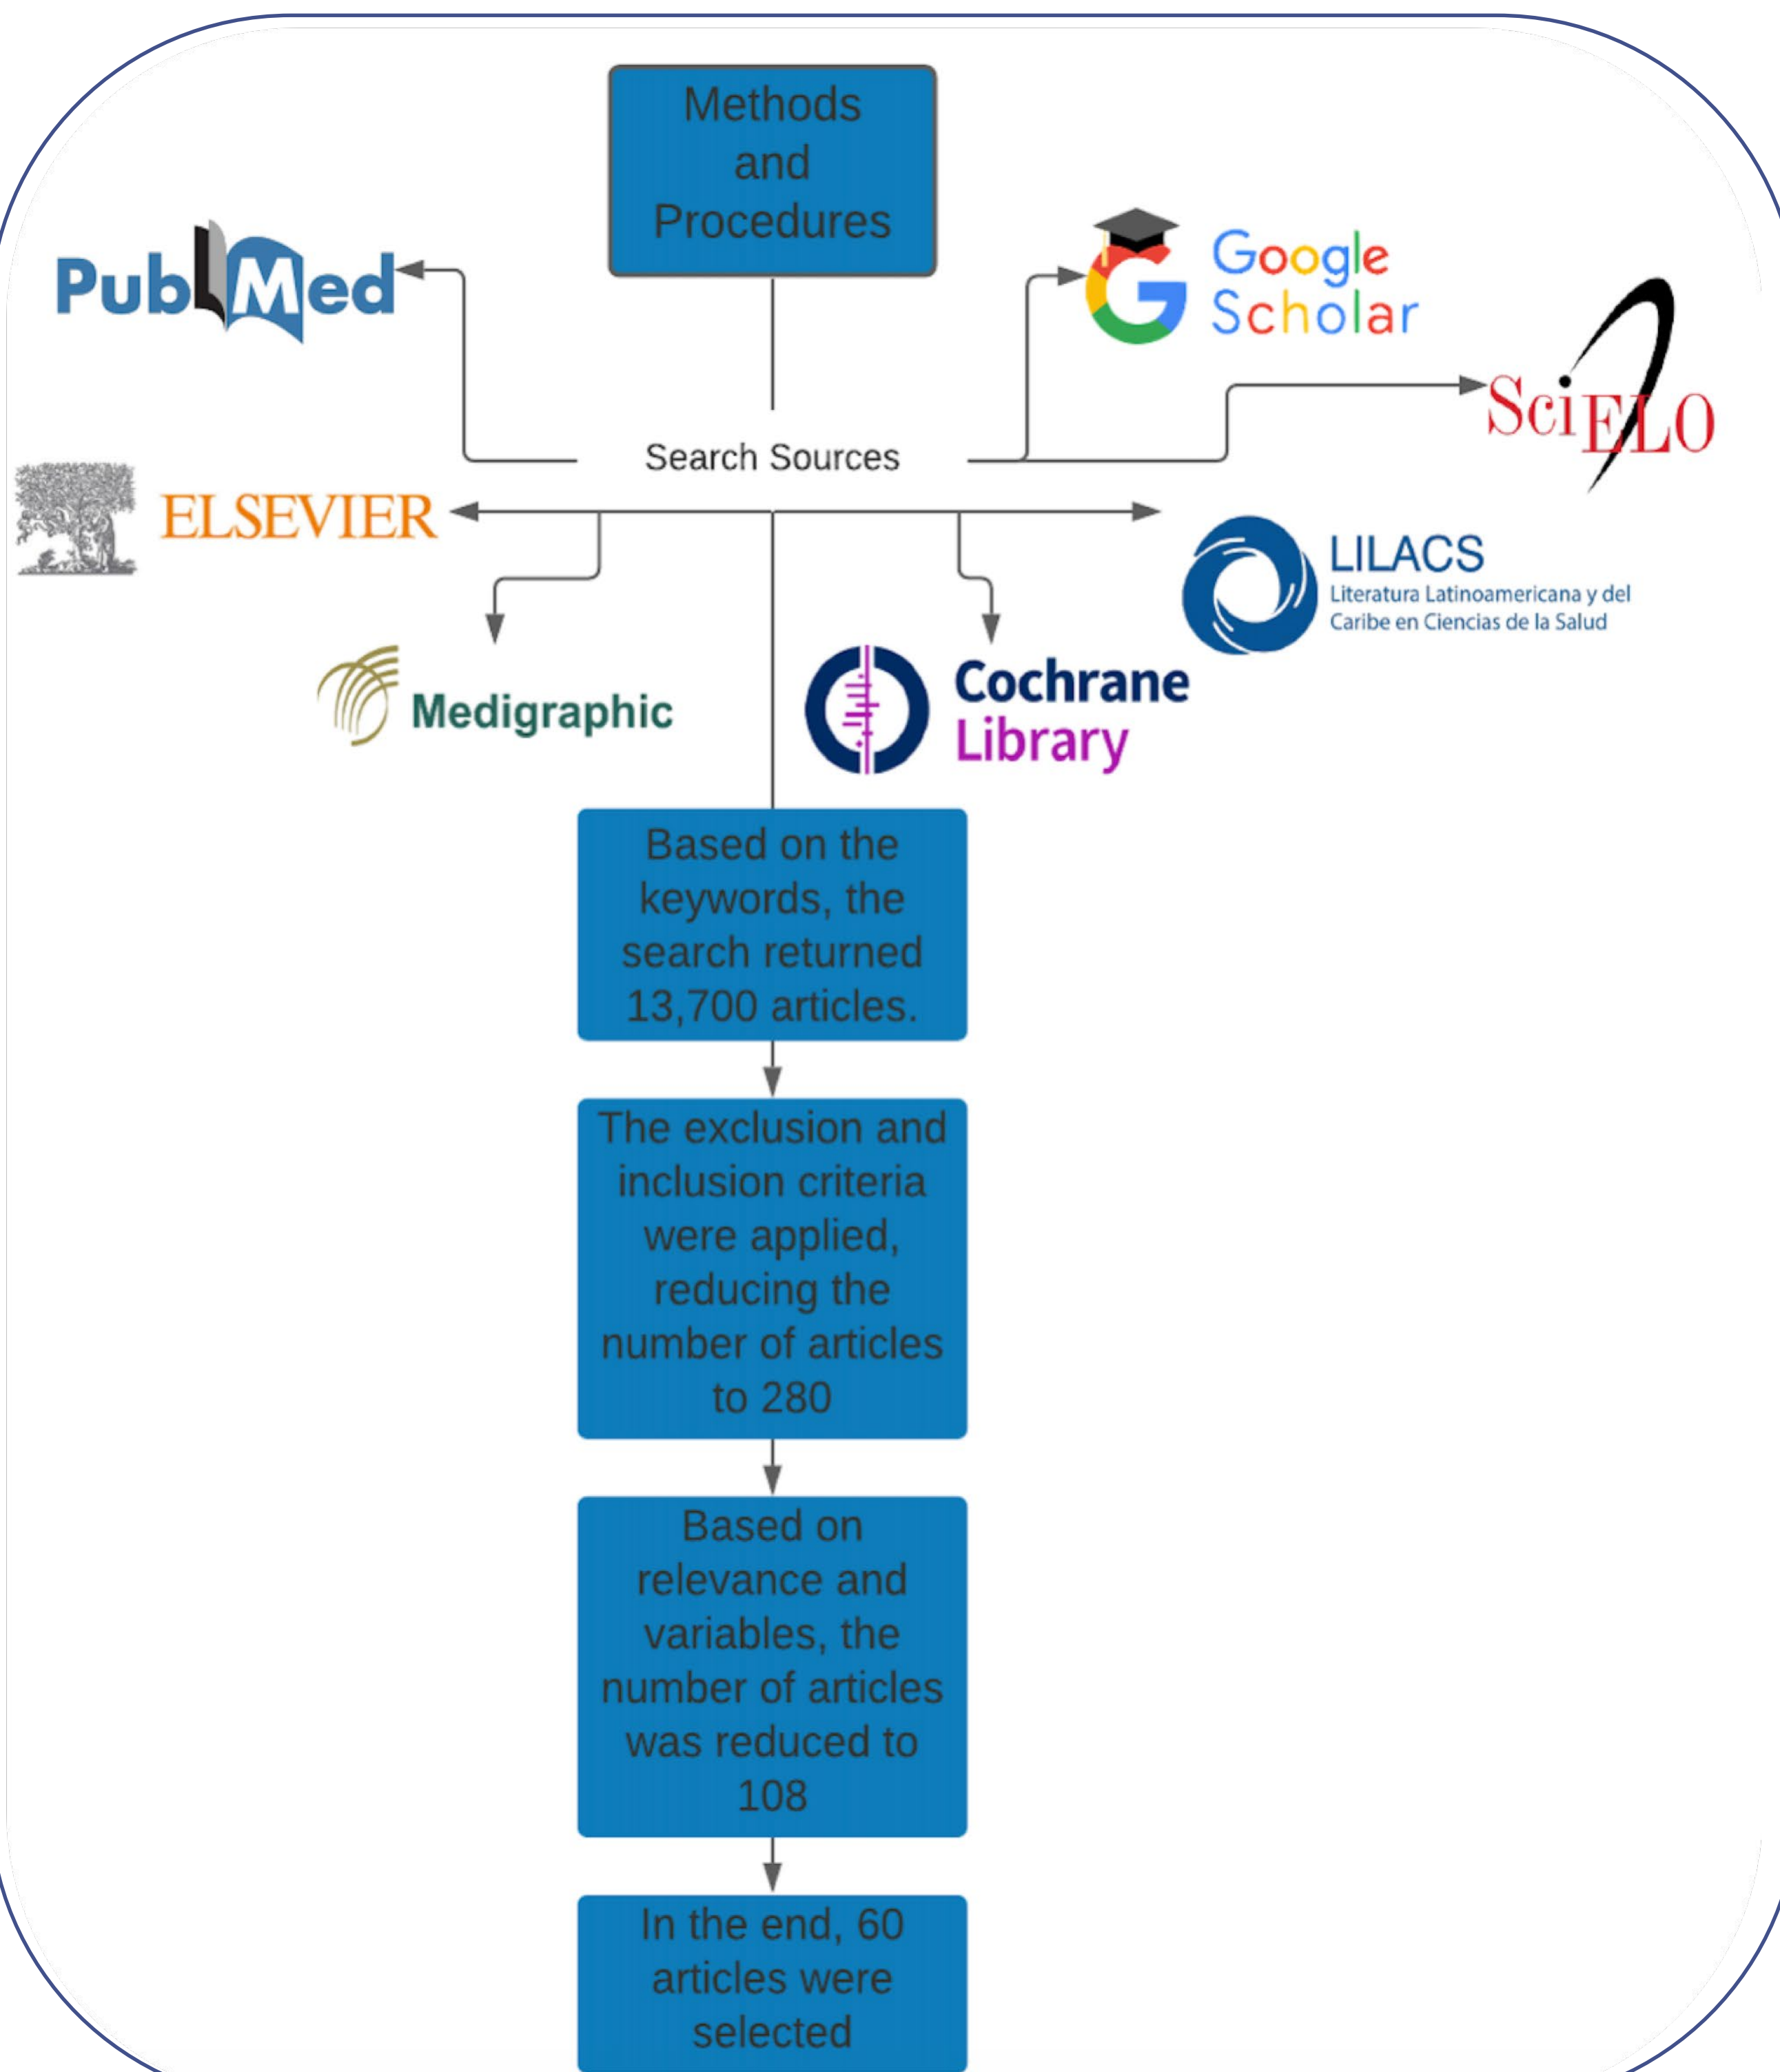 Methods
and
Procedures
PubMed
Google
Scholar
SciELO
Search Sources
ELSEVIER
LILACS
Literatura Latinoamericana y del
Caribe en Ciencias de la Salud
Medigraphic
Cochrane
Library
Based on the
keywords, the
search returned
13,700 articles.
The exclusion and
inclusion criteria
were applied,
reducing the
number of articles
to 280
Based on
relevance and
variables, the
number of articles
was reduced to
108
In the end, 60
articles were
selected